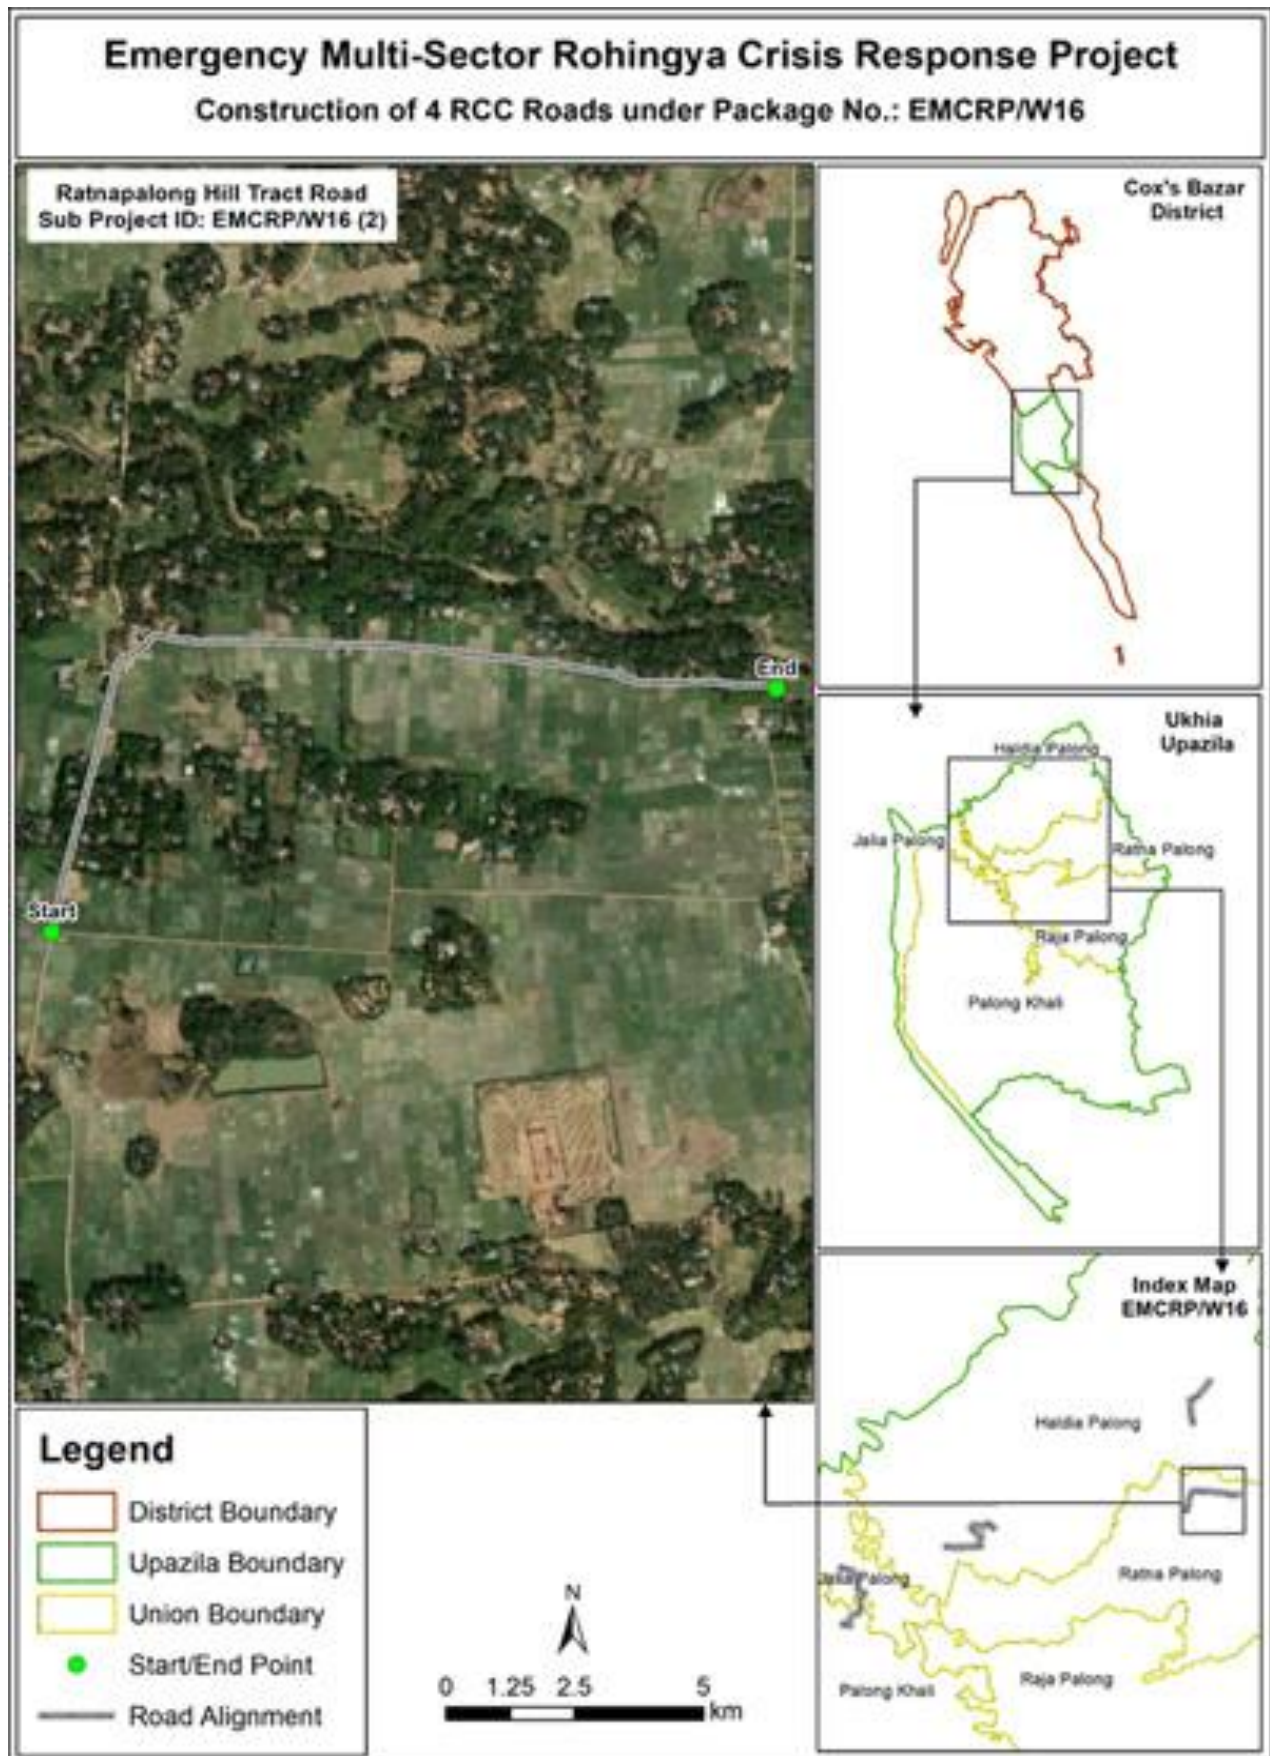 Emergency Multi-Sector Rohingya Crisis Response Project
Construction of 4 RCC Roads under Package No.: EMCRP/W16
Ratnapalong Hill Tract Road
Sub Project ID: EMCRP/W16 (2)
Start
End
Cox's Bazar
District
Ukhia
Upazila
Haldia Palong
Jalia Palong
Ratna Palong
Raja Palong
Palong Khali
Index Map
EMCRP/W16
Haldia Palong
Jalia Palong
Ratna Palong
Raja Palong
Palong Khali
Legend
District Boundary
Upazila Boundary
Union Boundary
Start/End Point
Road Alignment
N
0 1.25 2.5 5
km